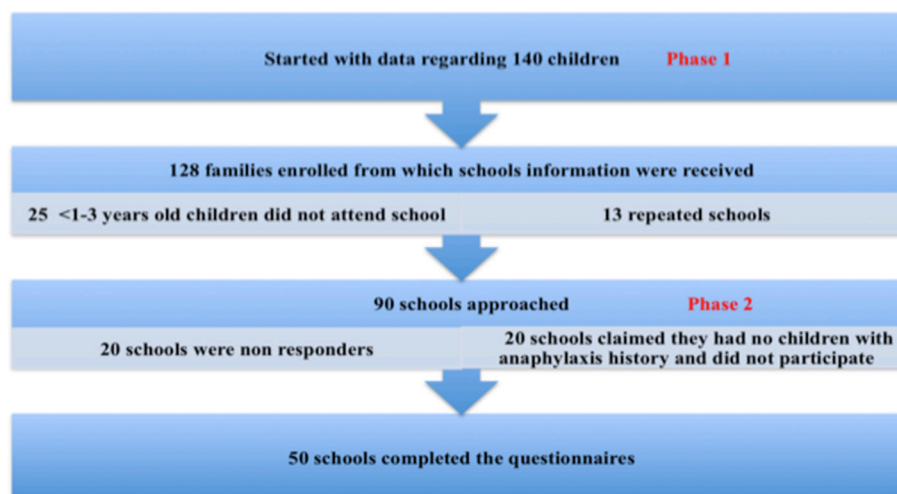 Started with data regarding 140 children Phase 1
128 families enrolled from which schools information were received
25 <1-3 years old children did not attend school
13 repeated schools
90 schools approached Phase 2
20 schools were non responders
20 schools claimed they had no children with
anaphylaxis history and did not participate
50 schools completed the questionnaires